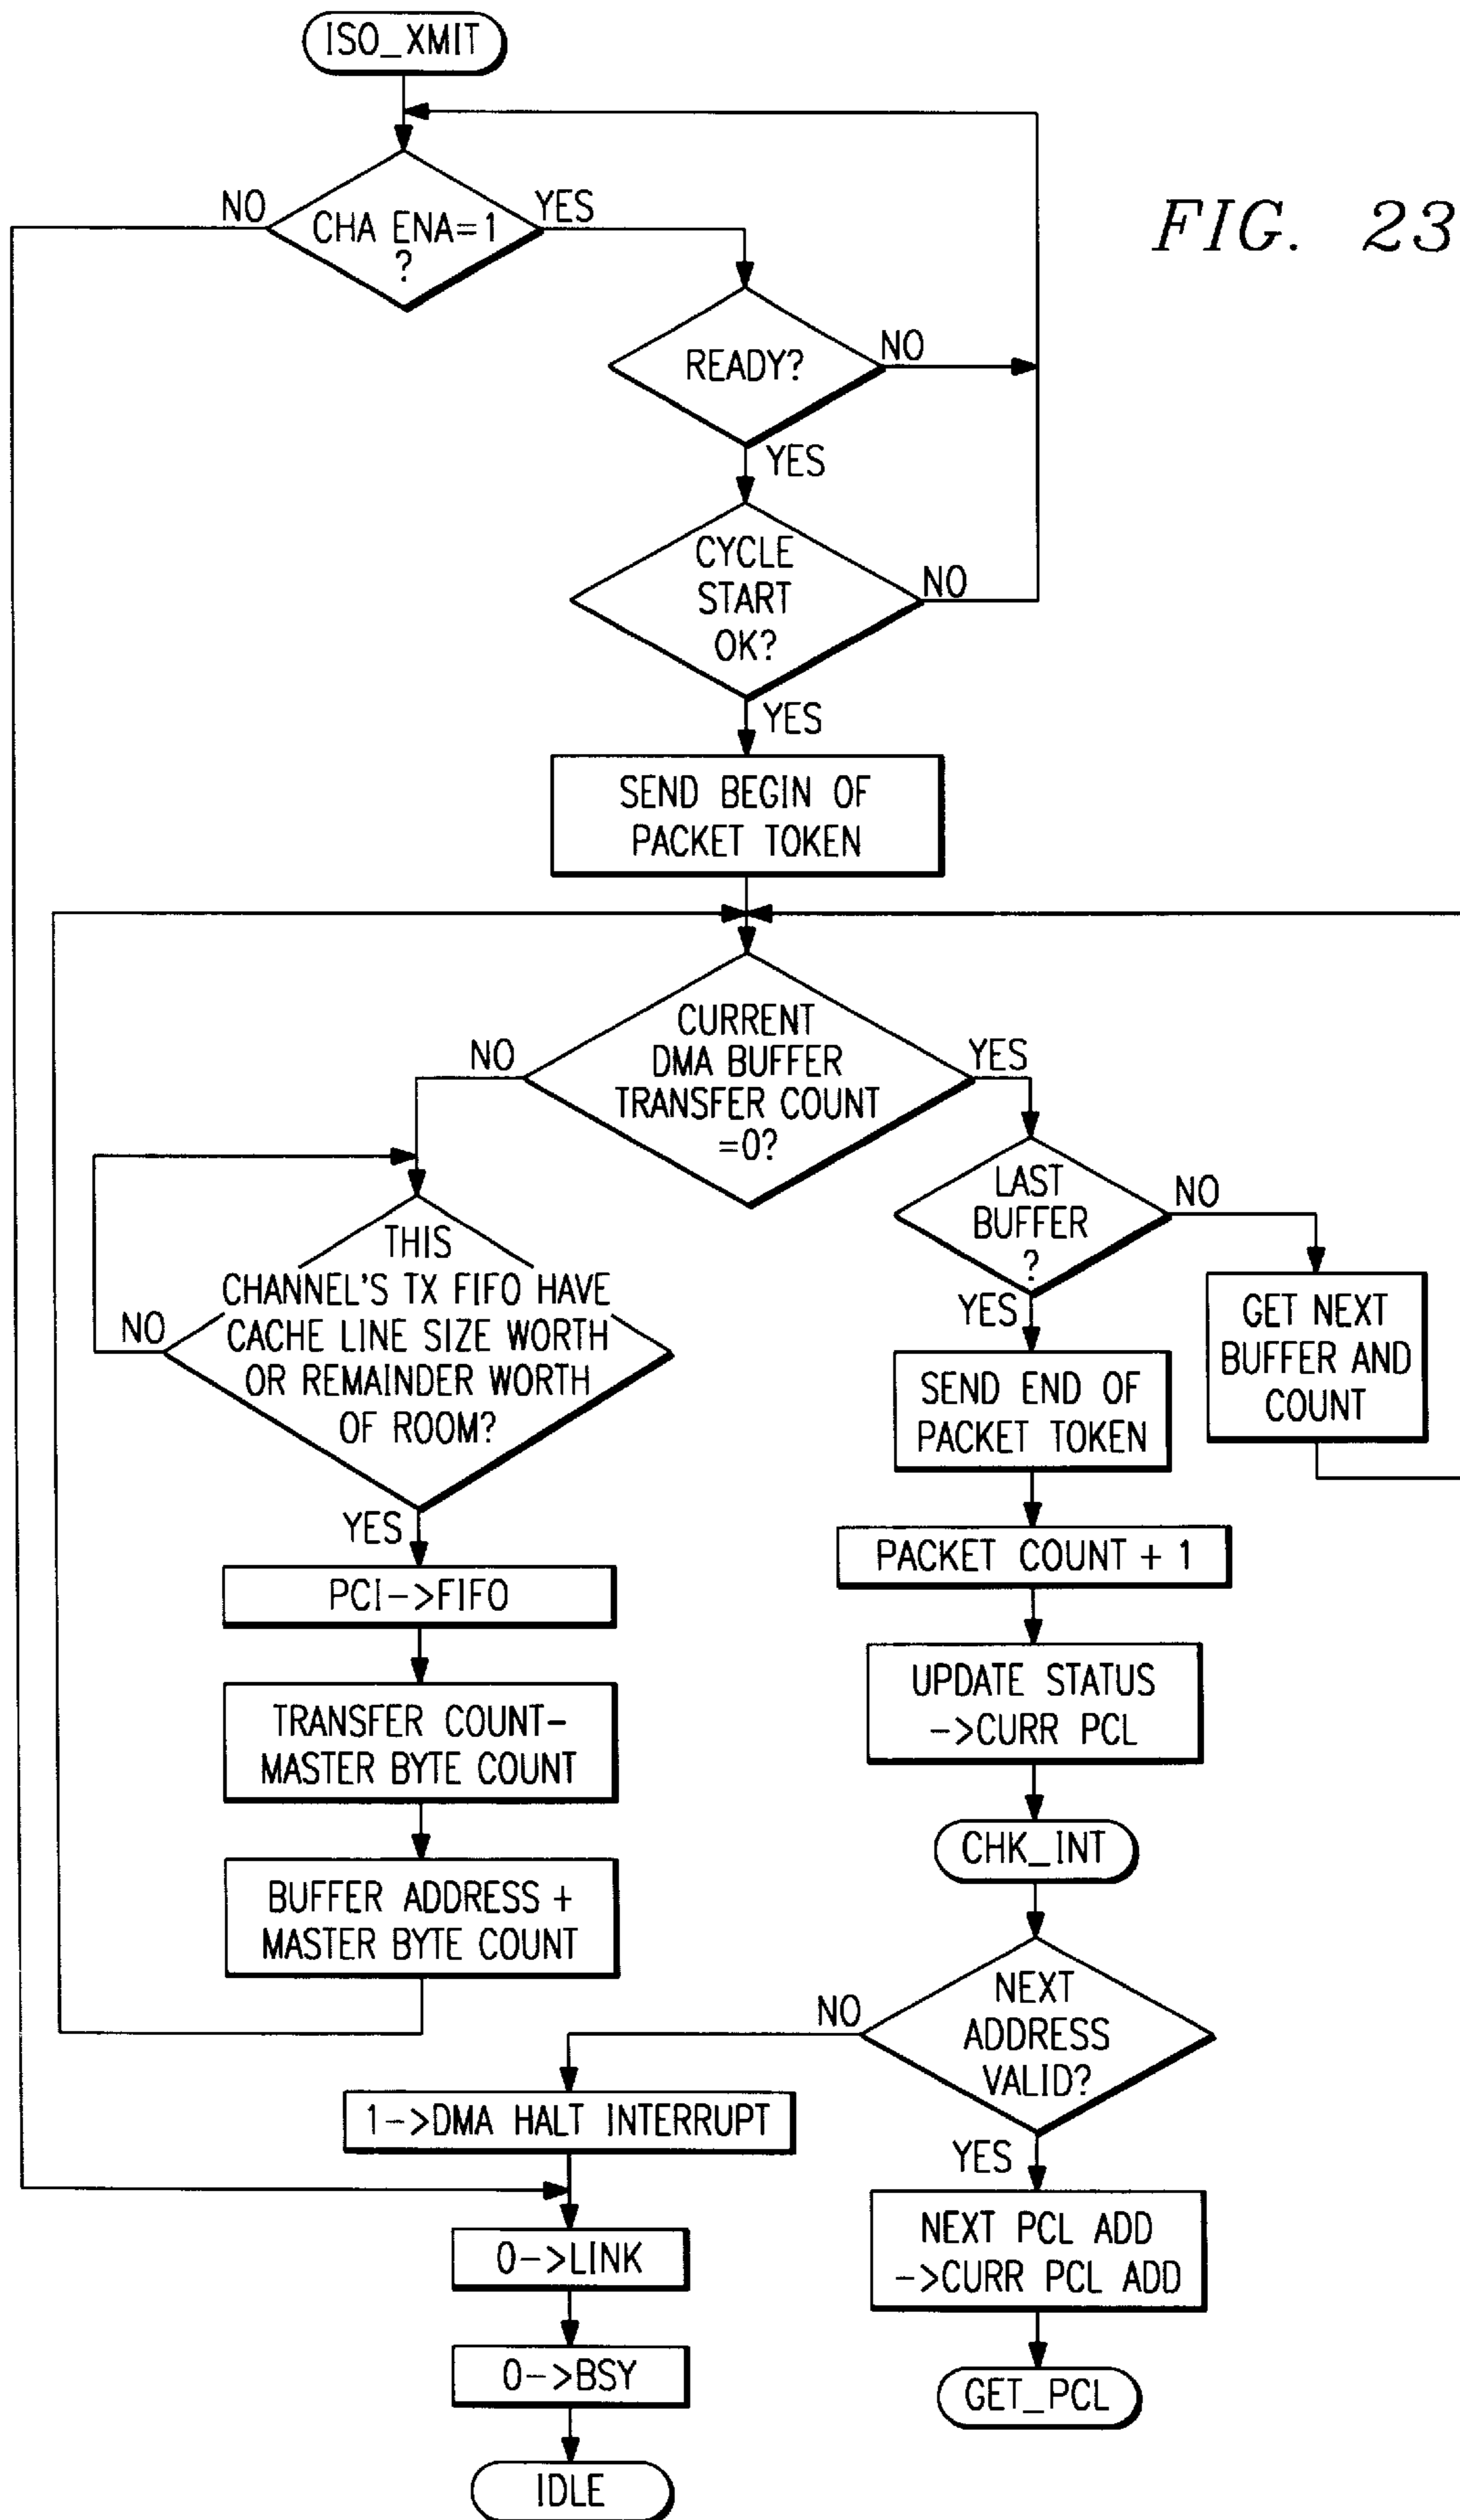 ISO_XMIT
FIG. 23
NO
YES
CHA ENA=1
?
READY?
NO
YES
CYCLE
START
OK?
NO
YES
SEND BEGIN OF
PACKET TOKEN
CURRENT
DMA BUFFER
TRANSFER COUNT
=0?
NO
YES
THIS
CHANNEL'S TX FIFO HAVE
CACHE LINE SIZE WORTH
OR REMAINDER WORTH
OF ROOM?
NO
YES
LAST
BUFFER
?
NO
YES
GET NEXT
BUFFER AND
COUNT
SEND END OF
PACKET TOKEN
PACKET COUNT + 1
UPDATE STATUS
->CURR PCL
CHK_INT
PCI->FIFO
TRANSFER COUNT-
MASTER BYTE COUNT
BUFFER ADDRESS +
MASTER BYTE COUNT
NEXT
ADDRESS
VALID?
NO
YES
1->DMA HALT INTERRUPT
0->LINK
0->BSY
IDLE
NEXT PCL ADD
->CURR PCL ADD
GET_PCL